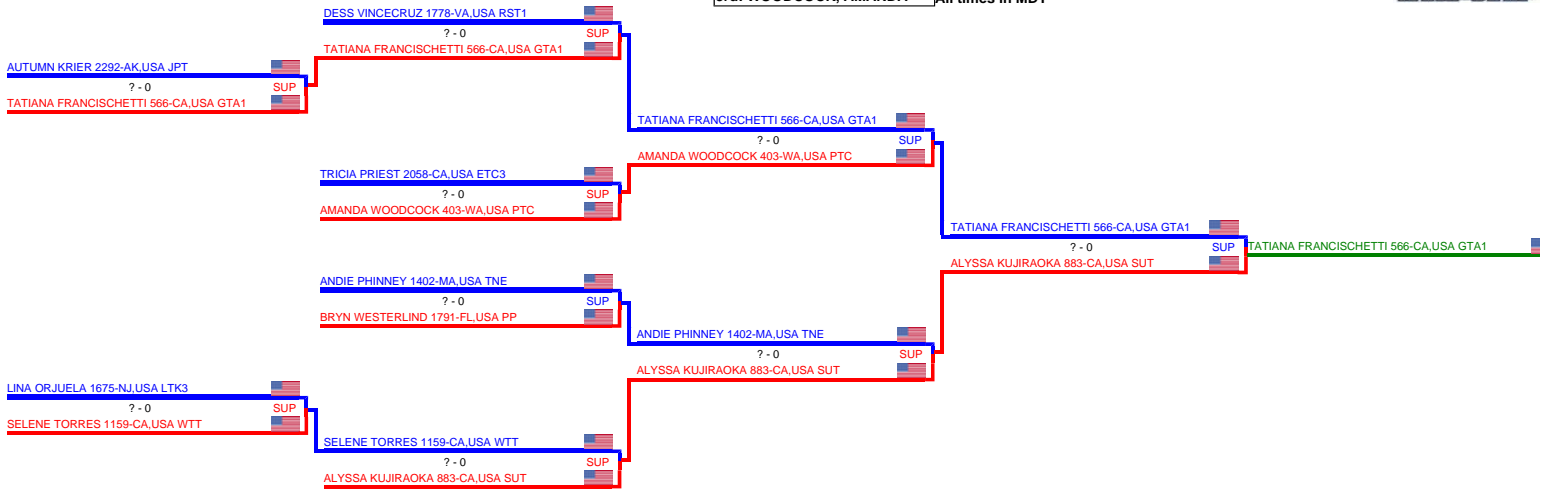 All times in MDT
DESS VINCECRUZ 1778-VA,USA RST1
? - 0
SUP
TATIANA FRANCISCHETTI 566-CA,USA GTA1
AUTUMN KRIER 2292-AK,USA JPT
? - 0
SUP
TATIANA FRANCISCHETTI 566-CA,USA GTA1
TATIANA FRANCISCHETTI 566-CA,USA GTA1
? - 0
SUP
AMANDA WOODCOCK 403-WA,USA PTC
TRICIA PRIEST 2058-CA,USA ETC3
? - 0
SUP
AMANDA WOODCOCK 403-WA,USA PTC
TATIANA FRANCISCHETTI 566-CA,USA GTA1
? - 0
SUP
ALYSSA KUJIRAOKA 883-CA,USA SUT
TATIANA FRANCISCHETTI 566-CA,USA GTA1
ANDIE PHINNEY 1402-MA,USA TNE
? - 0
SUP
BRYN WESTERLIND 1791-FL,USA PP
ANDIE PHINNEY 1402-MA,USA TNE
? - 0
SUP
ALYSSA KUJIRAOKA 883-CA,USA SUT
LINA ORJUELA 1675-NJ,USA LTK3
? - 0
SUP
SELENE TORRES 1159-CA,USA WTT
SELENE TORRES 1159-CA,USA WTT
? - 0
SUP
ALYSSA KUJIRAOKA 883-CA,USA SUT